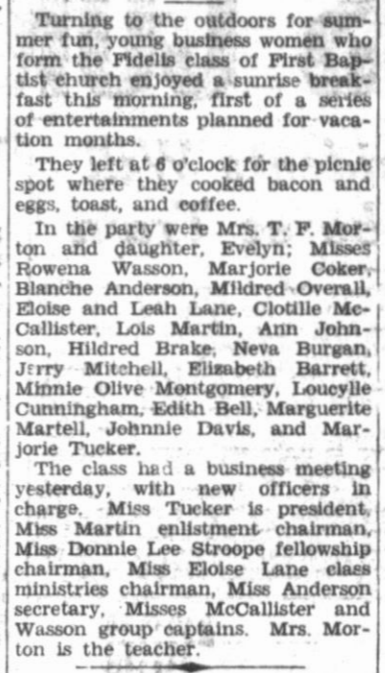 Turning to the outdoors for sum-
mer fun, young business women who
form the Fidelis class of First Bap-
tist church enjoyed a sunrise break-
fast this morning, first of a series
of entertainments planned for vaca-
tion months.
They left at 6 o'clock for the picnic
spot where they cooked bacon and
eggs, toast, and coffee.
In the party were Mrs. T. F. Mor-
ton and daughter, Evelyn; Misses
Rowena Wasson, Marjorie Coker,
Blanche Anderson, Mildred Overall,
Eloise and Leah Lane, Clotille Mc-
Callister, Lois Martin, Ann John-
son, Hildred Brake, Neva Burgan,
Jerry Mitchell, Elizabeth Barrett,
Minnie Olive Montgomery, Loucylle
Cunningham, Edith Bell, Marguerite
Martell, Johnnie Davis, and Mar-
jorie Tucker.
The class had a business meeting
yesterday, with new officers in
charge. Miss Tucker is president,
Miss Martin enlistment chairman,
Miss Donnie Lee Stroope fellowship
chairman, Miss Eloise Lane class
ministries chairman, Miss Anderson
secretary, Misses McCallister and
Wasson group captains. Mrs. Mor-
ton is the teacher.